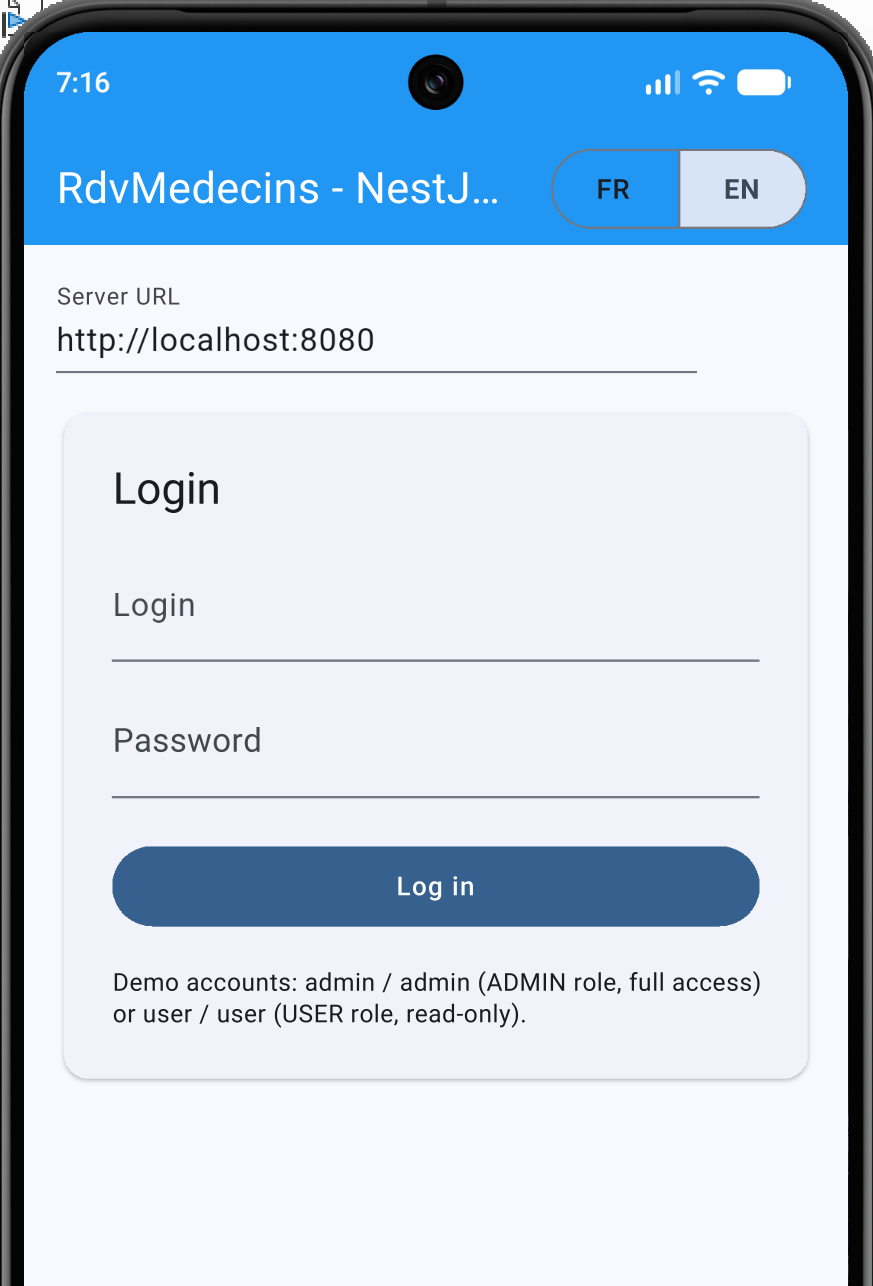 7:16
RdvMedecins - NestJ...
FR
EN
Server URL
http://localhost:8080
Login
Login
Password
Log in
Demo accounts: admin / admin (ADMIN role, full access)
or user / user (USER role, read-only).